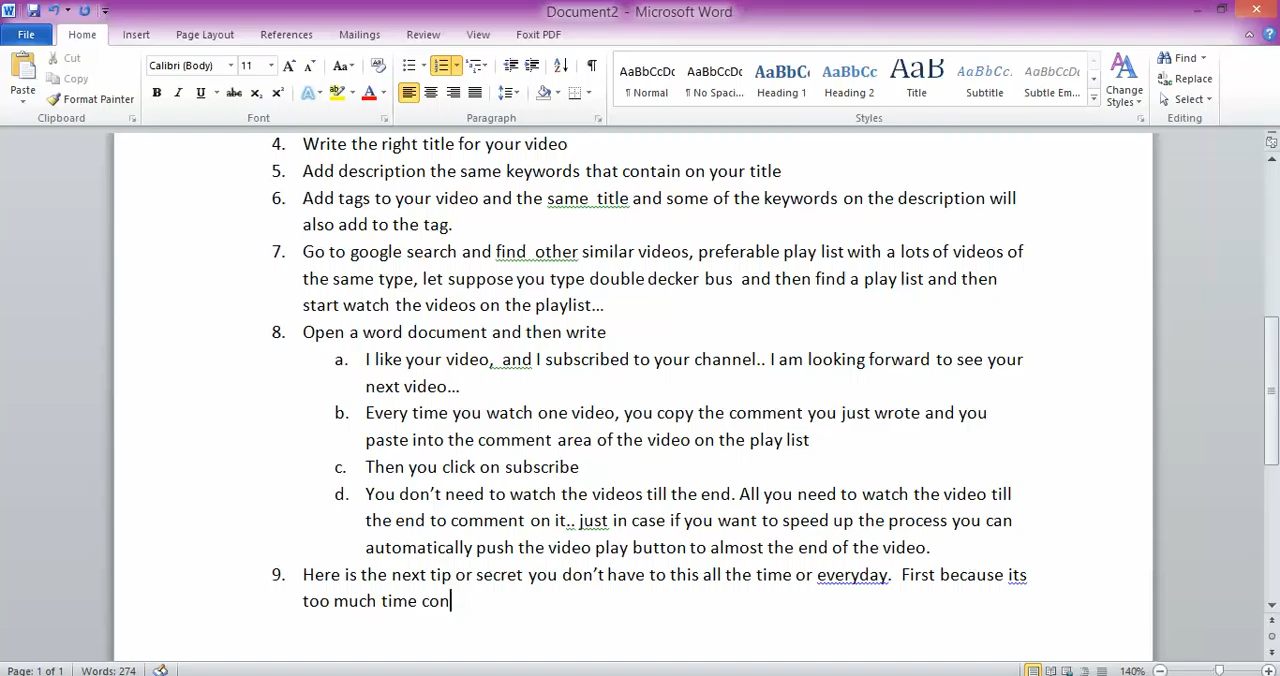 Document2 - Microsoft Word
File Home Insert Page Layout References Mailings Review View Foxit PDF
Paste
Cut
Copy
Format Painter
Clipboard
Calibri (Body) 11
Font
Paragraph
AaBbCcDc AaBbCcDc AaBbCc AaBbCc AaB AaBbCc. AaBbCcDc
¶ Normal ¶ No Spaci... Heading 1 Heading 2 Title Subtitle Subtle Em...
Styles
Change
Styles
Find
Replace
Select
Editing
4. Write the right title for your video
5. Add description the same keywords that contain on your title
6. Add tags to your video and the same title and some of the keywords on the description will
also add to the tag.
7. Go to google search and find other similar videos, preferable play list with a lots of videos of
the same type, let suppose you type double decker bus and then find a play list and then
start watch the videos on the playlist…
8. Open a word document and then write
a. I like your video, and I subscribed to your channel.. I am looking forward to see your
next video…
b. Every time you watch one video, you copy the comment you just wrote and you
paste into the comment area of the video on the play list
c. Then you click on subscribe
d. You don’t need to watch the videos till the end. All you need to watch the video till
the end to comment on it.. just in case if you want to speed up the process you can
automatically push the video play button to almost the end of the video.
9. Here is the next tip or secret you don’t have to this all the time or everyday. First because its
too much time con
Page: 1 of 1 Words: 274 140%